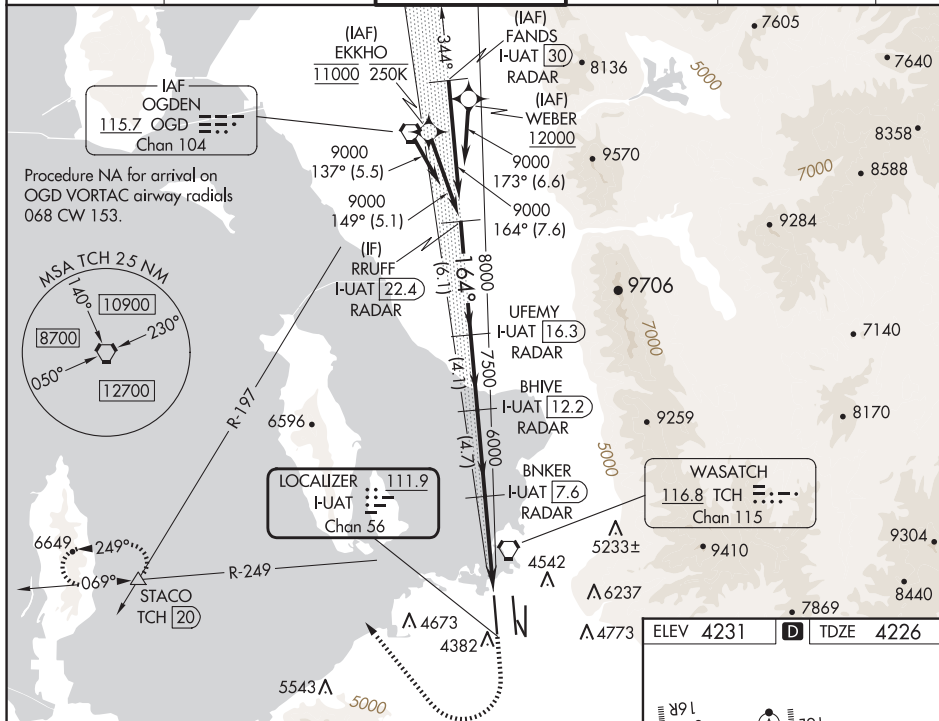 (IAF)
FANDS
I-UAT 30
RADAR
344°
(IAF)
EKKHO
11000 250K
7605
7640
8136
5000
(IAF)
WEBER
12000
IAF
OGDEN
115.7 OGD
Chan 104
8358
9570
8588
7000
9000
137° (5.5)
9000
173° (6.6)
Procedure NA for arrival on
OGD VORTAC airway radials
068 CW 153.
9000
149° (5.1)
9000
164° (7.6)
9284
(IF)
RRUFF
I-UAT 22.4
RADAR
(6.1)
164°
8000
MSA TCH 25 NM
140°
10900
8700
230°
050°
12700
9706
7000
UFEMY
I-UAT 16.3
RADAR
7140
(4.1)
7500
R-197
BHIVE
I-UAT 12.2
RADAR
8170
9259
6596
5000
(4.7)
6000
LOCALIZER 111.9
I-UAT
Chan 56
BNKER
I-UAT 7.6
RADAR
WASATCH
116.8 TCH
Chan 115
5233±
9410
9304
6649
249°
069°
R-249
4542
6237
8440
STACO
TCH 20
7869
4673
4382
4773
ELEV 4231 D TDZE 4226
5543
5000
16R